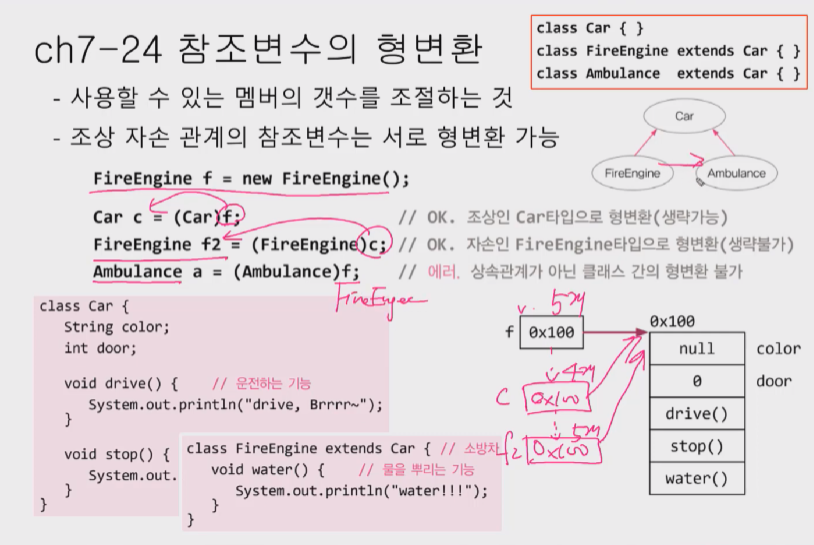 ch7-24 참조변수의 형변환
class Car { }
class FireEngine extends Car { }
class Ambulance  extends Car { }
- 사용할 수 있는 멤버의 갯수를 조절하는 것
- 조상 자손 관계의 참조변수는 서로 형변환 가능
Car
FireEngine
Ambulance
FireEngine f = new FireEngine();
Car c = (Car)f; // OK. 조상인 Car타입으로 형변환(생략가능)
FireEngine f2 = (FireEngine)c; // OK. 자손인 FireEngine타입으로 형변환(생략불가)
Ambulance a = (Ambulance)f; // 에러. 상속관계가 아닌 클래스 간의 형변환 불가
FireEngee
class Car {
String color;
int door;
void drive() { // 운전하는 기능
System.out.println("drive, Brrrr~");
}
void stop() {
System.out.
}
}
class FireEngine extends Car { // 소방차
void water() { // 물을 뿌리는 기능
System.out.println("water!!!");
}
}
5개
f 0x100
4개
c 0x100
5개
f2 0x100
0x100
null color
0 door
drive()
stop()
water()